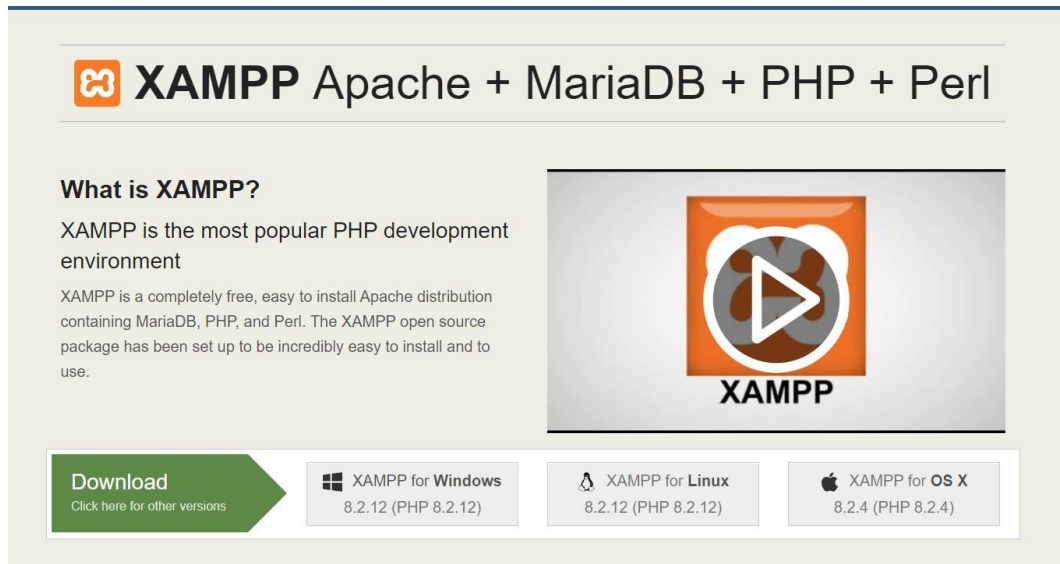 XAMPP Apache + MariaDB + PHP + Perl
What is XAMPP?
XAMPP is the most popular PHP development
environment
XAMPP is a completely free, easy to install Apache distribution
containing MariaDB, PHP, and Perl. The XAMPP open source
package has been set up to be incredibly easy to install and to
use.
XAMPP
Download
Click here for other versions
XAMPP for Windows
8.2.12 (PHP 8.2.12)
XAMPP for Linux
8.2.12 (PHP 8.2.12)
XAMPP for OS X
8.2.4 (PHP 8.2.4)